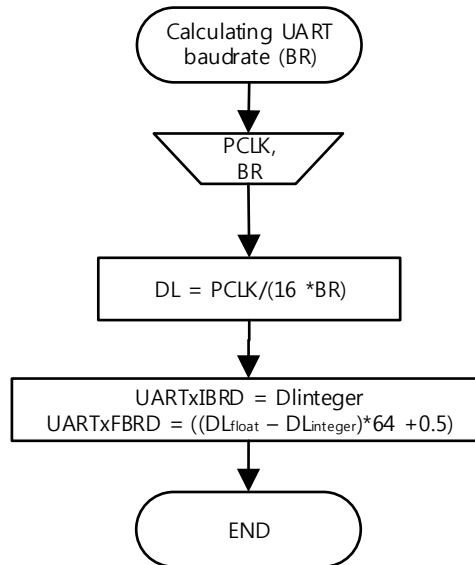 Calculating UART
baudrate (BR)
PCLK,
BR
DL = PCLK/(16 *BR)
UARTxIBRD = Dlinteger
UARTxFBRD = ((DLfloat – DLinteger)*64 +0.5)
END